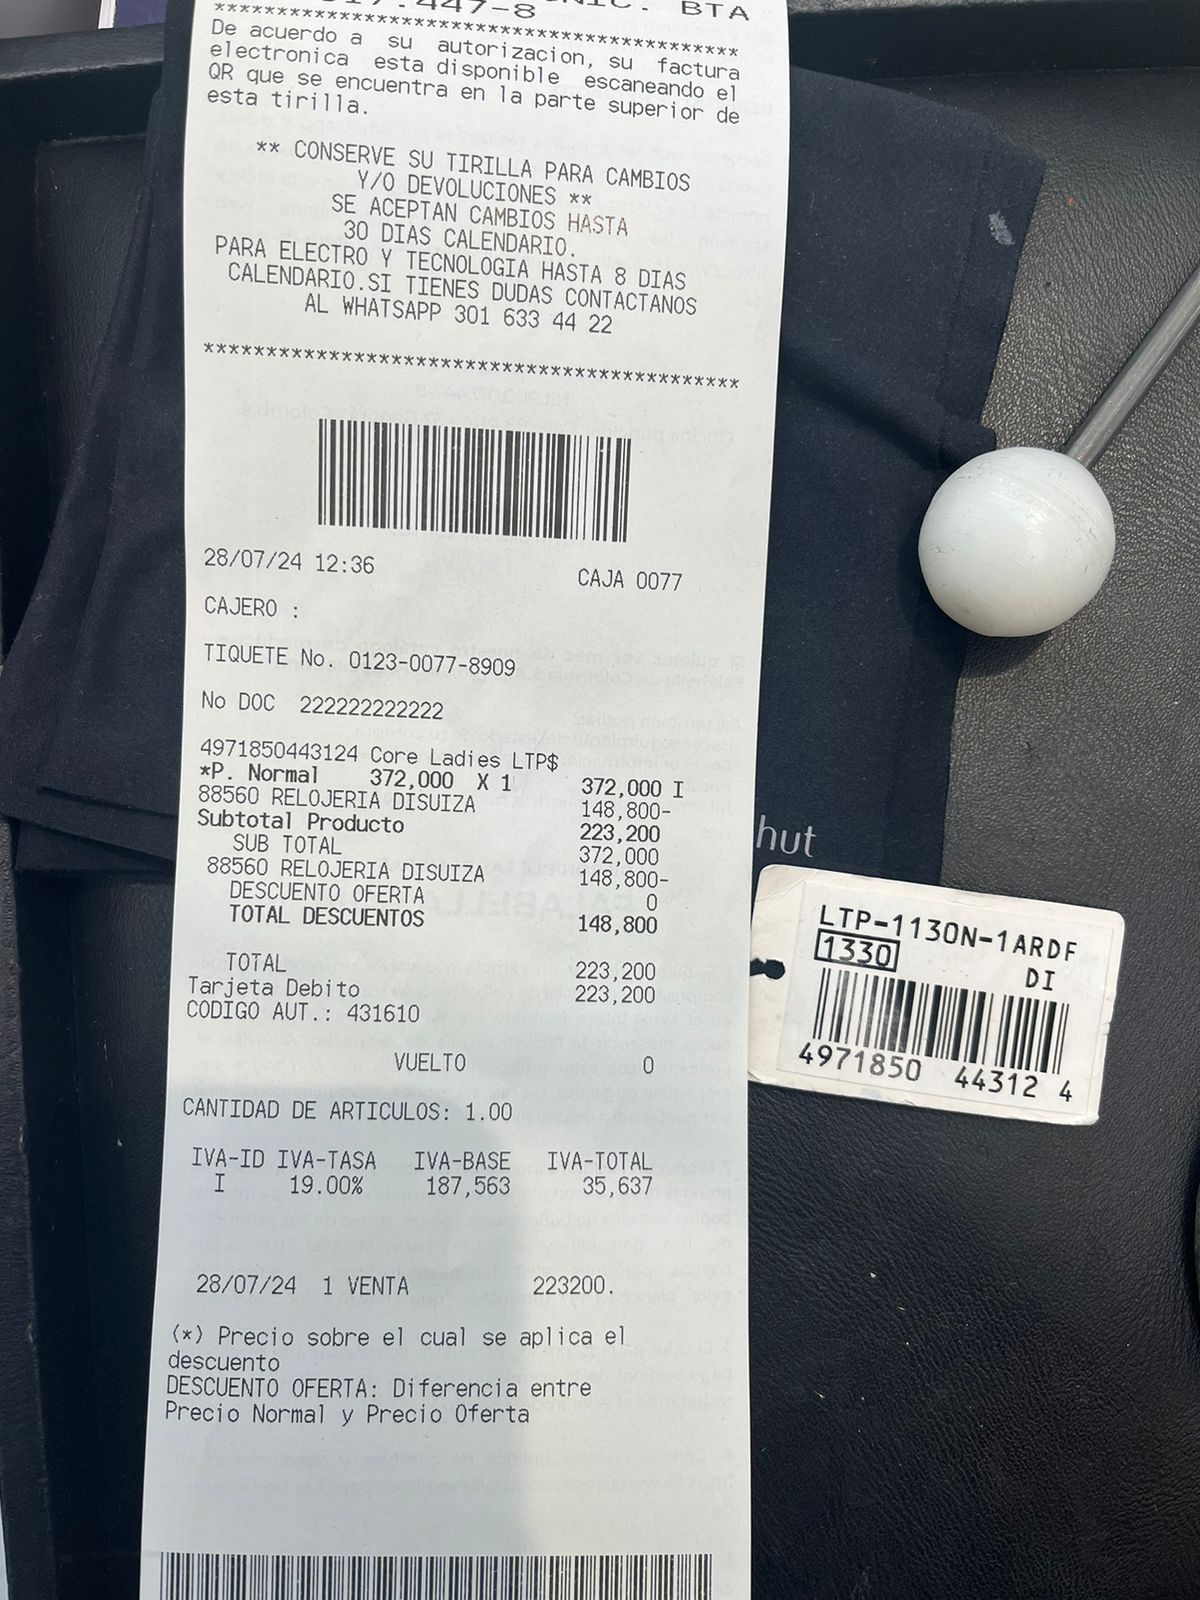 17.447-8
BTA
*******************************************
De acuerdo a su autorizacion, su factura
electronica esta disponible escaneando el
QR que se encuentra en la parte superior de
esta tirilla.
** CONSERVE SU TIRILLA PARA CAMBIOS
Y/O DEVOLUCIONES **
SE ACEPTAN CAMBIOS HASTA
30 DIAS CALENDARIO.
PARA ELECTRO Y TECNOLOGIA HASTA 8 DIAS
CALENDARIO.SI TIENES DUDAS CONTACTANOS
AL WHATSAPP 301 633 44 22
*******************************************
28/07/24 12:36 CAJA 0077
CAJERO :
TIQUETE No. 0123-0077-8909
No DOC 222222222222
4971850443124 Core Ladies LTP$
*P. Normal 372,000 X 1 372,000 I
88560 RELOJERIA DISUIZA 148,800-
Subtotal Producto 223,200
SUB TOTAL 372,000
88560 RELOJERIA DISUIZA 148,800-
DESCUENTO OFERTA 0
TOTAL DESCUENTOS 148,800
TOTAL 223,200
Tarjeta Debito 223,200
CODIGO AUT.: 431610
VUELTO 0
CANTIDAD DE ARTICULOS: 1.00
IVA-ID IVA-TASA IVA-BASE IVA-TOTAL
I 19.00% 187,563 35,637
28/07/24 1 VENTA 223200.
(*) Precio sobre el cual se aplica el
descuento
DESCUENTO OFERTA: Diferencia entre
Precio Normal y Precio Oferta
hut
LTP-1130N-1ARDF
1330 DI
4971850 44312 4